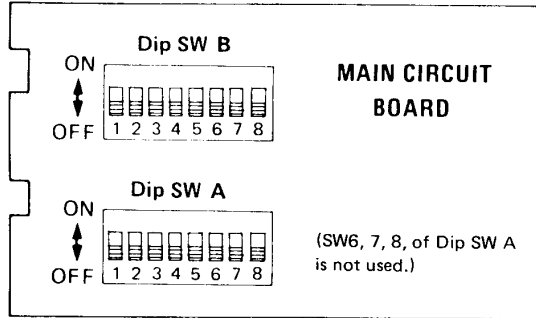 Dip SW B
ON
OFF
1 2 3 4 5 6 7 8
MAIN CIRCUIT
BOARD
Dip SW A
ON
OFF
1 2 3 4 5 6 7 8
(SW6, 7, 8, of Dip SW A
is not used.)